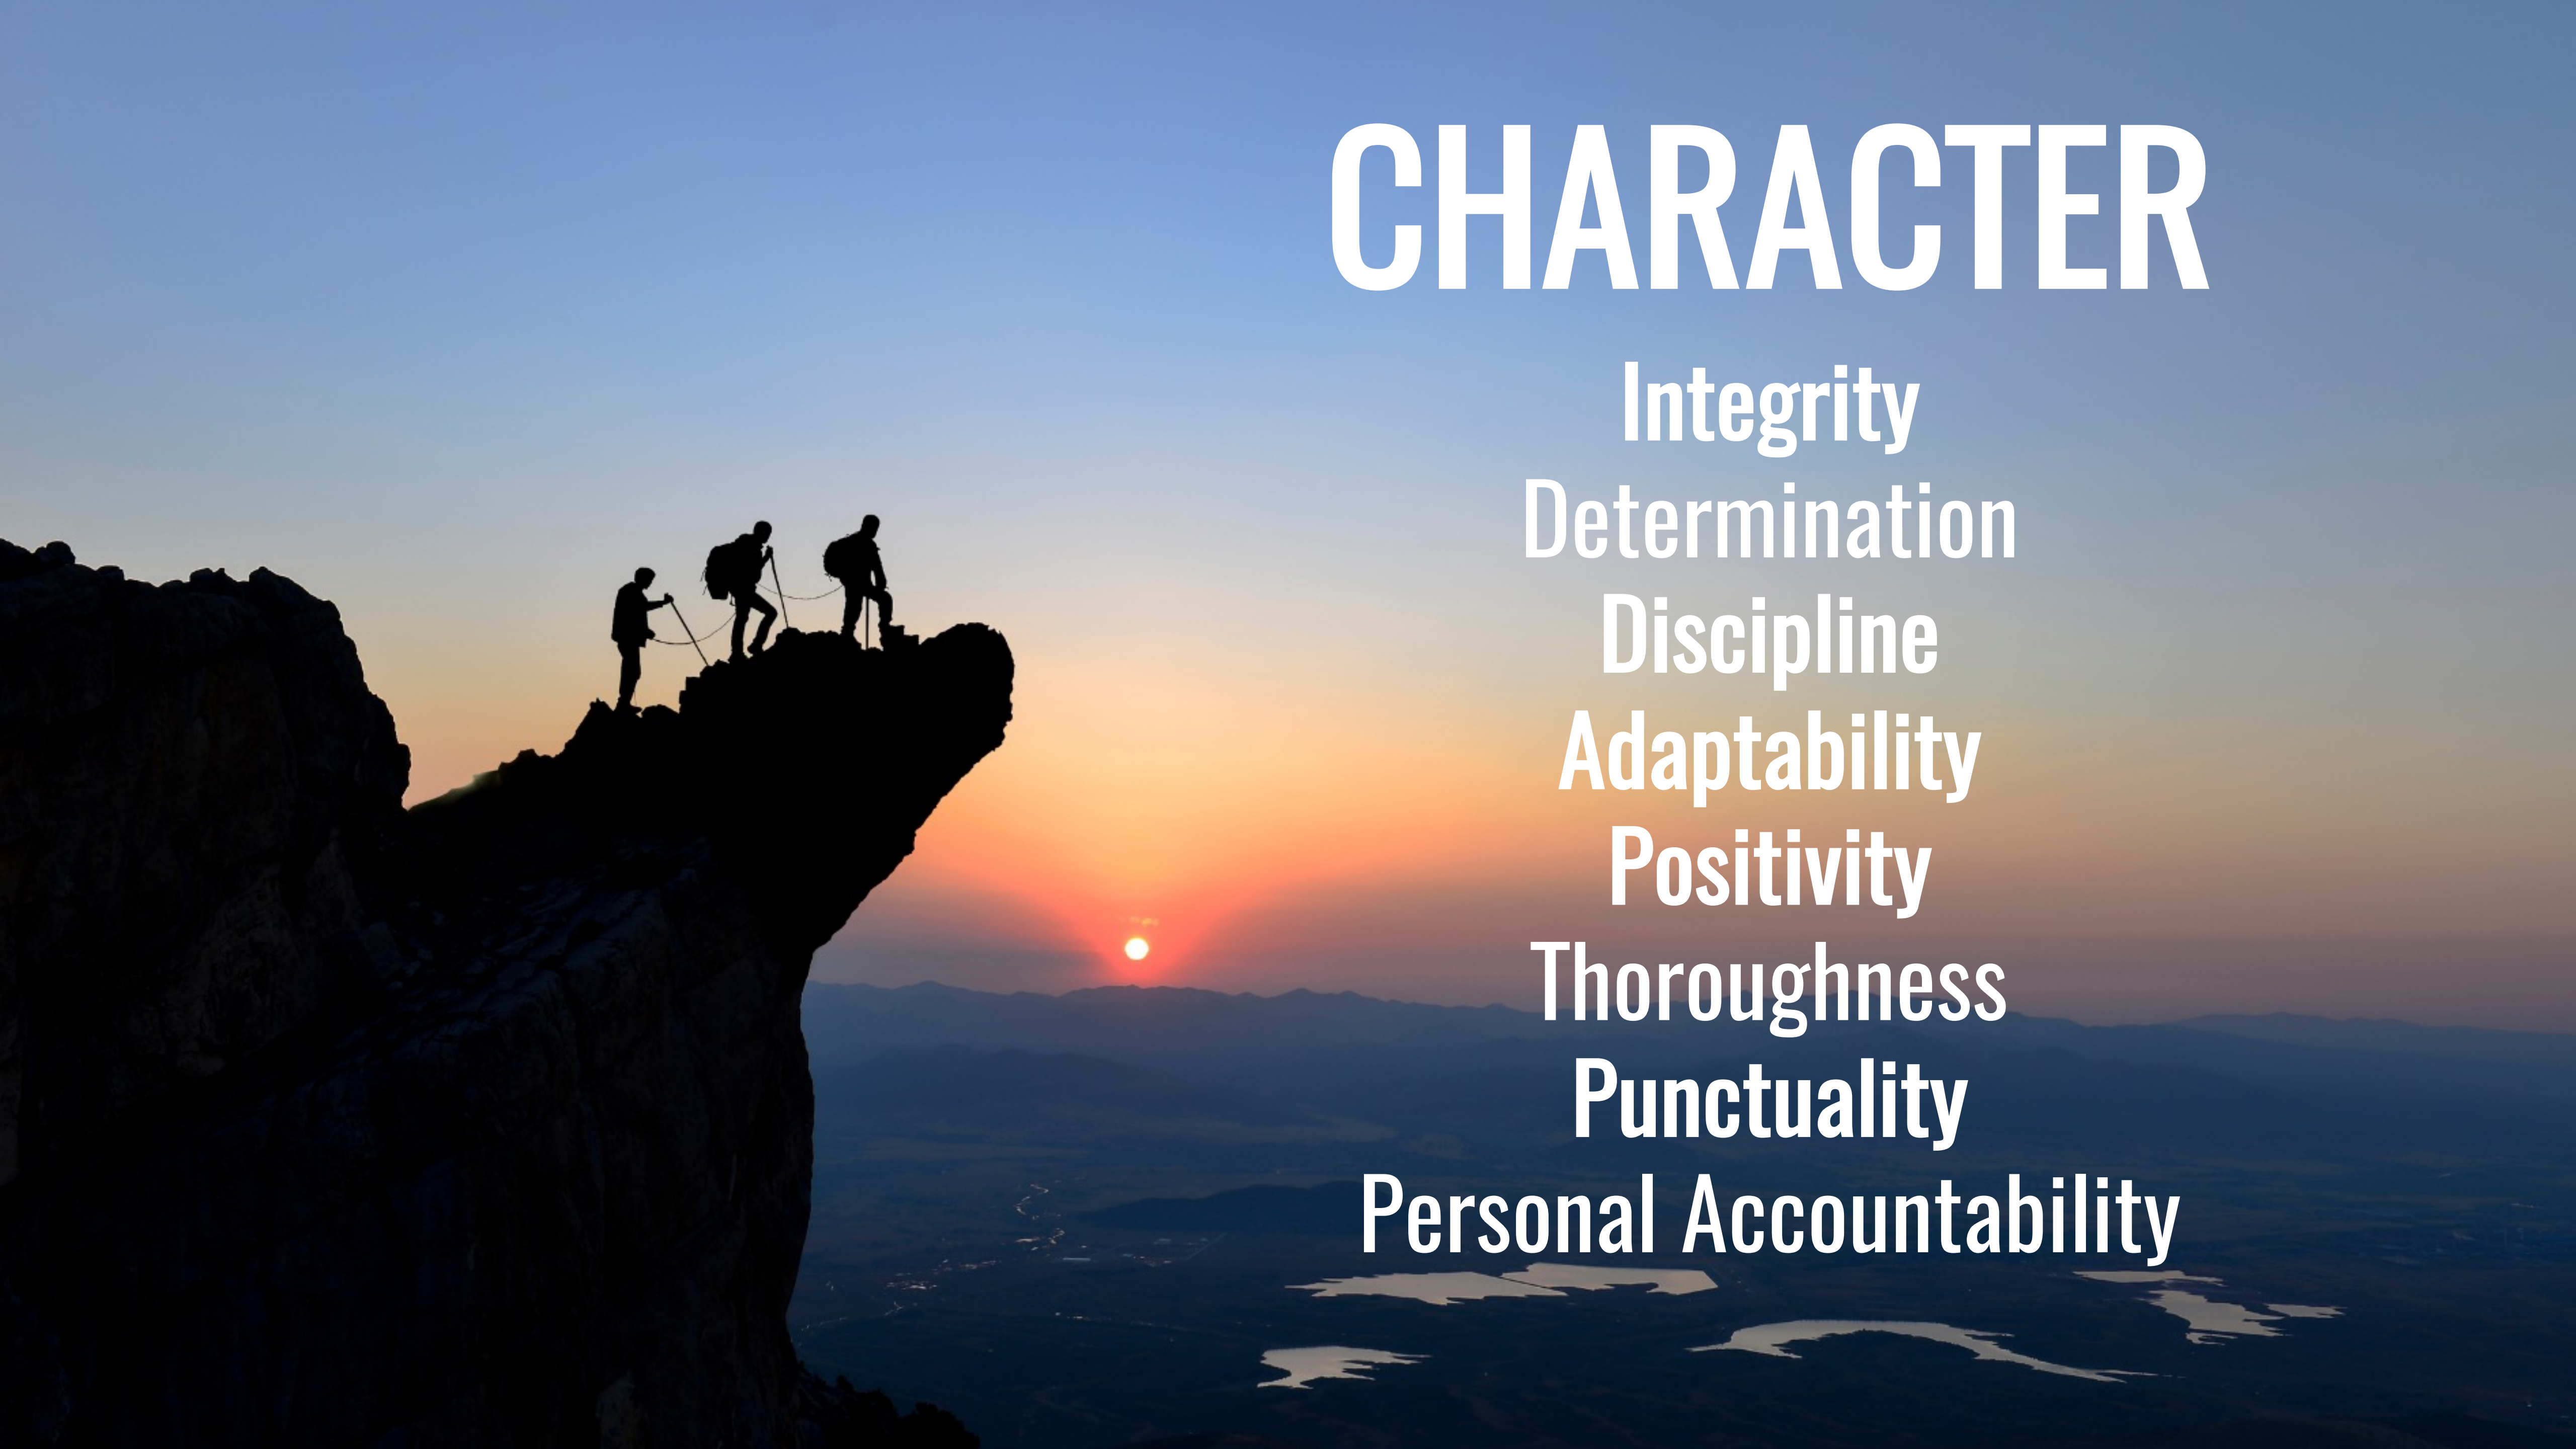 CHARACTER
Integrity
Determination
Discipline
Adaptability
Positivity
Thoroughness
Punctuality
Personal Accountability